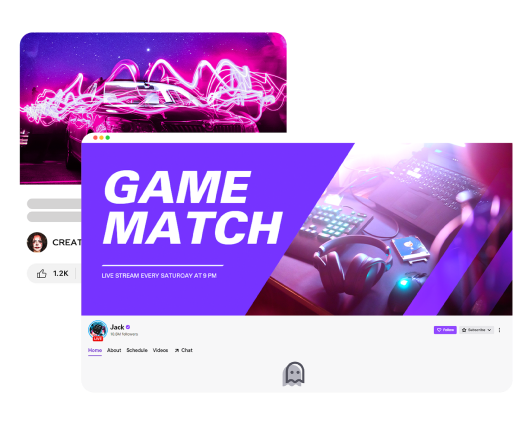 GAME
MATCH
LIVE STREAM EVERY SATURDAY AT 9 PM
CREAT
1.2K
Jack
LIVE
10.8M followers
Follow
Subscribe
Home About Schedule Videos Chat